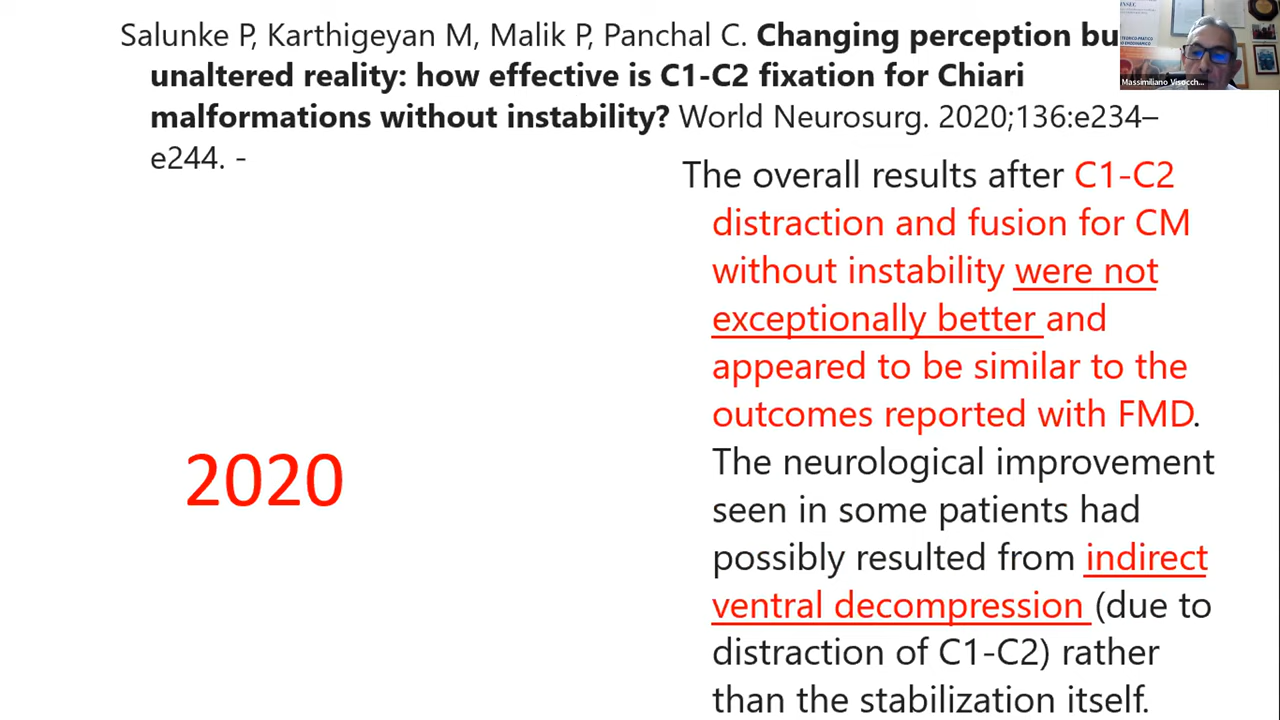 Salunke P, Karthigeyan M, Malik P, Panchal C. Changing perception bu
unaltered reality: how effective is C1-C2 fixation for Chiari
malformations without instability? World Neurosurg. 2020;136:e234–
e244. -
Massimiliano Visocch...
The overall results after C1-C2
distraction and fusion for CM
without instability were not
exceptionally better and
appeared to be similar to the
outcomes reported with FMD.
The neurological improvement
seen in some patients had
possibly resulted from indirect
ventral decompression (due to
distraction of C1-C2) rather
than the stabilization itself.
2020